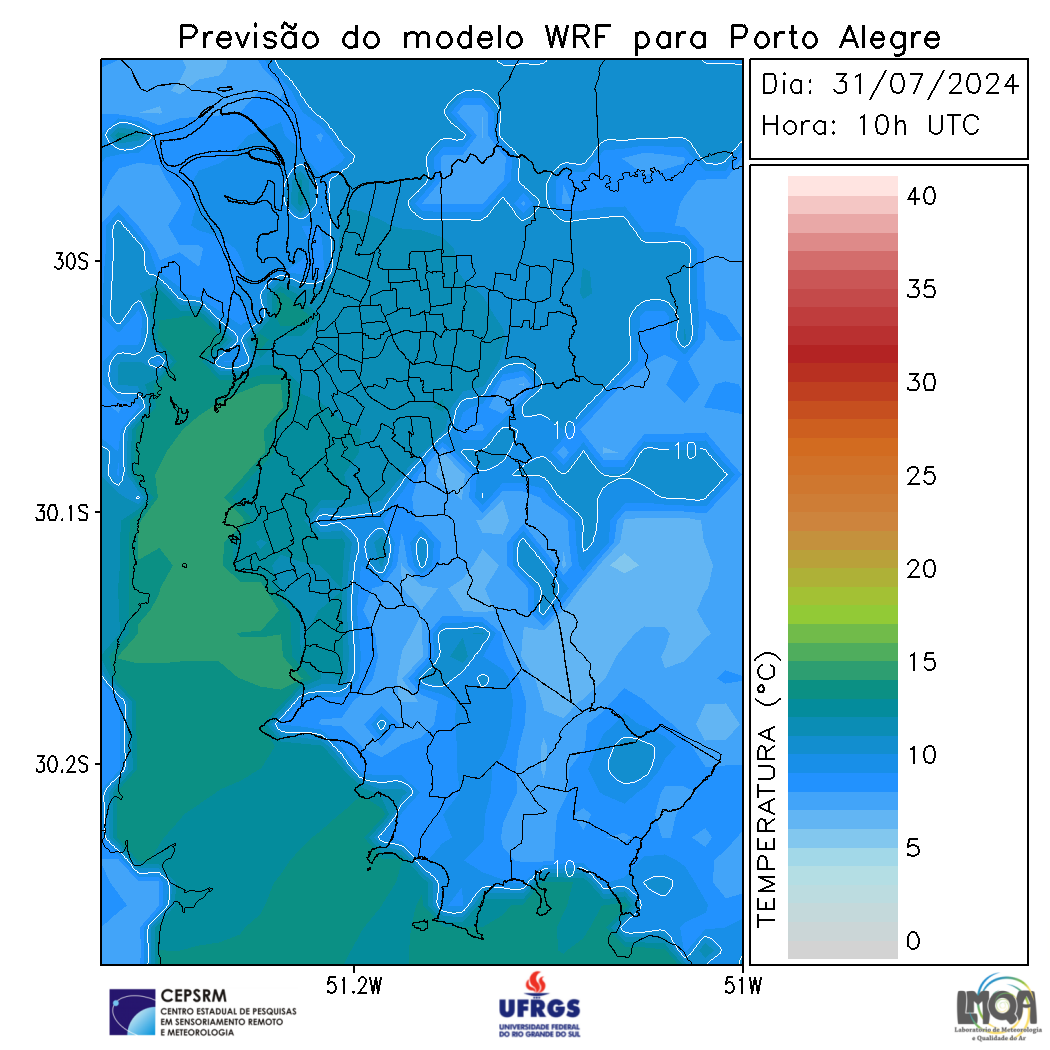 Previsão do modelo WRF para Porto Alegre
Dia: 31/07/2024
Hora: 10h UTC
30S
30.1S
30.2S
51.2W
51W
10
10
10
TEMPERATURA (°C)
40
35
30
25
20
15
10
5
0
CEPSRM
CENTRO ESTADUAL DE PESQUISAS
EM SENSORIAMENTO REMOTO
E METEOROLOGIA
UFRGS
UNIVERSIDADE FEDERAL
DO RIO GRANDE DO SUL
LMQA
Laboratório de Meteorologia
e Qualidade do Ar